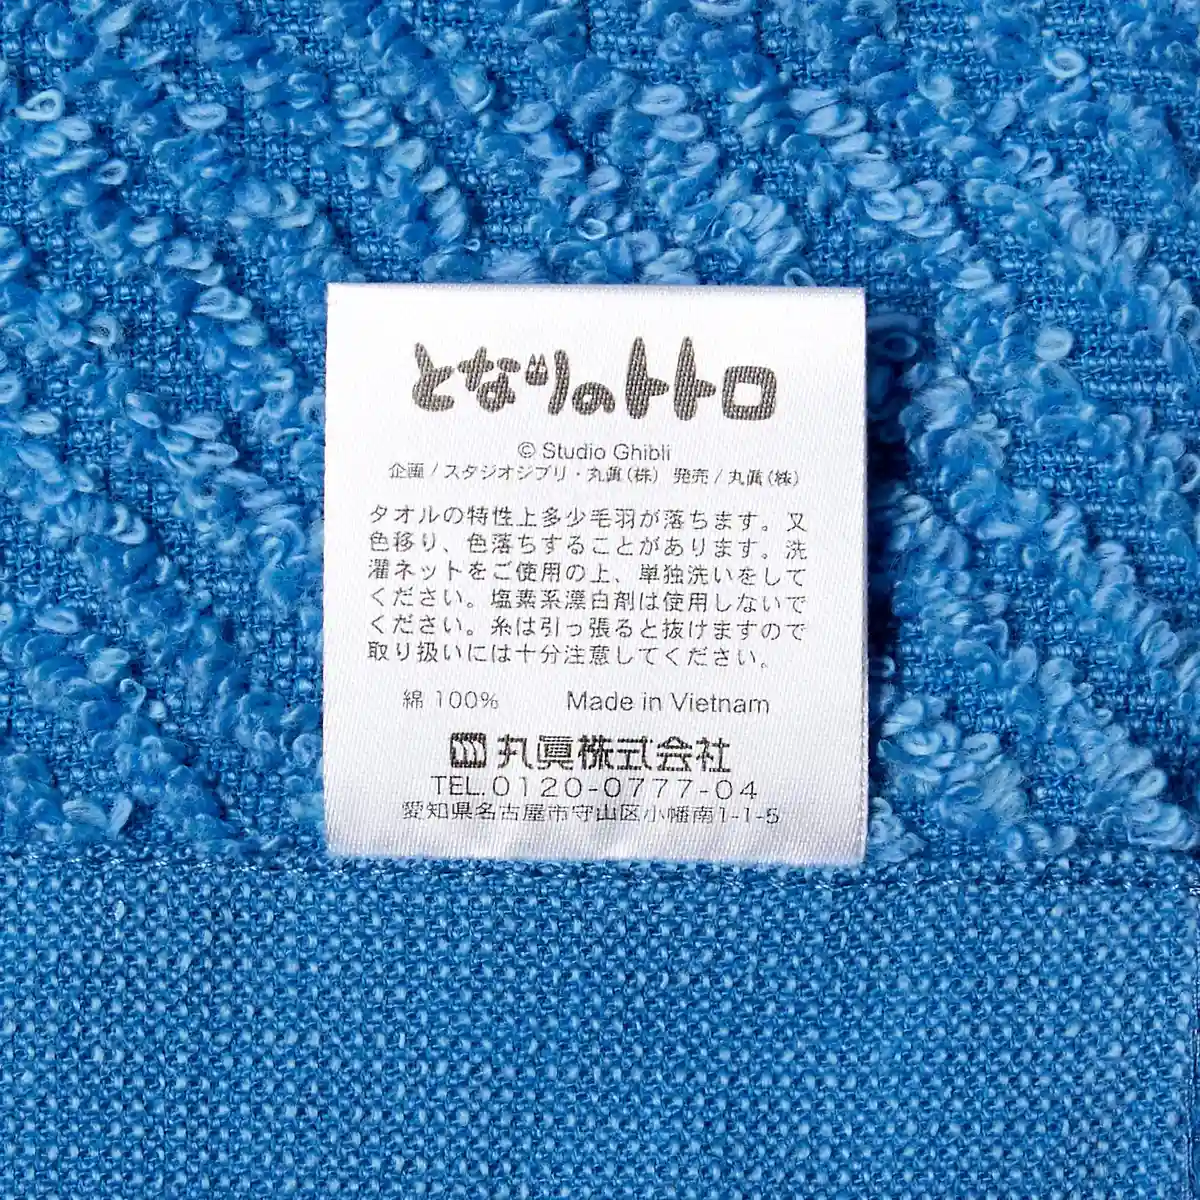 となりのトトロ
© Studio Ghibli
企画 / スタジオジブリ・丸眞(株) 発売 / 丸眞(株)
タオルの特性上多少毛羽が落ちます。又
色移り、色落ちすることがあります。洗
濯ネットをご使用の上、単独洗いをして
ください。塩素系漂白剤は使用しないで
ください。糸は引っ張ると抜けますので
取り扱いには十分注意してください。
綿 100% Made in Vietnam
丸眞株式会社
TEL.0120-0777-04
愛知県名古屋市守山区小幡南1-1-5